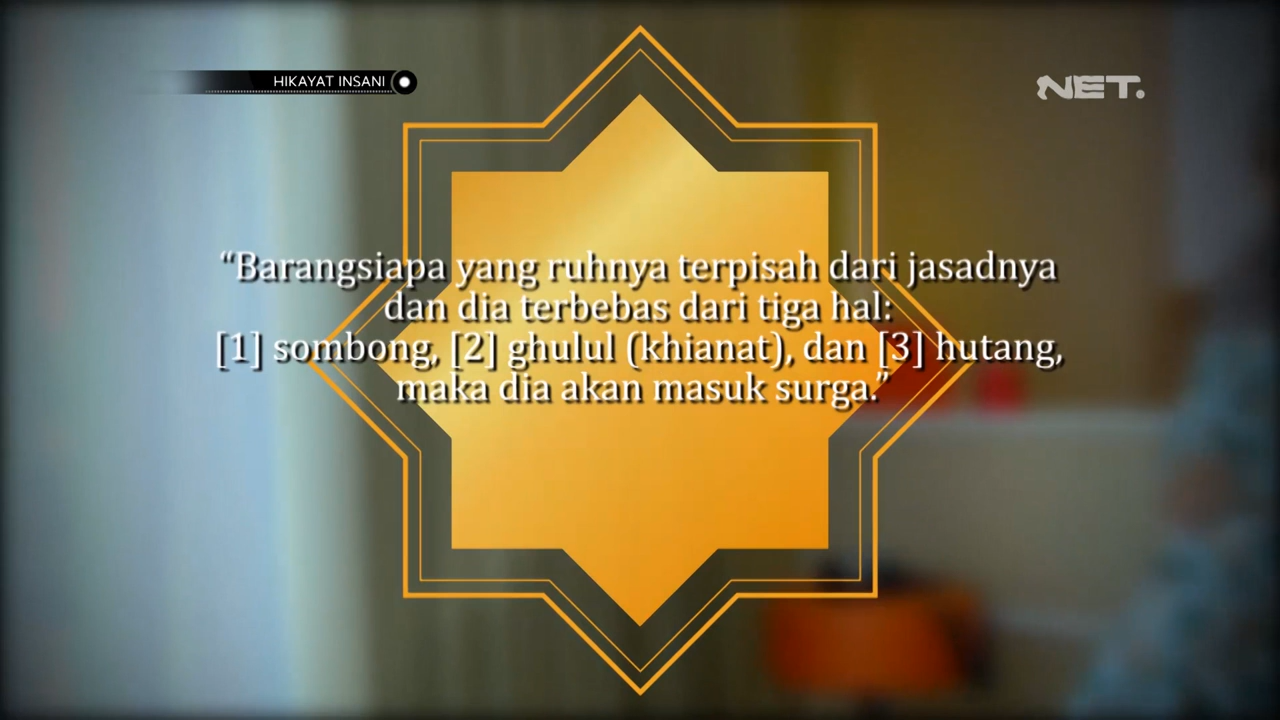 HIKAYAT INSANI
NET.
“Barangsiapa yang ruhnya terpisah dari jasadnya
dan dia terbebas dari tiga hal:
[1] sombong, [2] ghulul (khianat), dan [3] hutang,
maka dia akan masuk surga.”